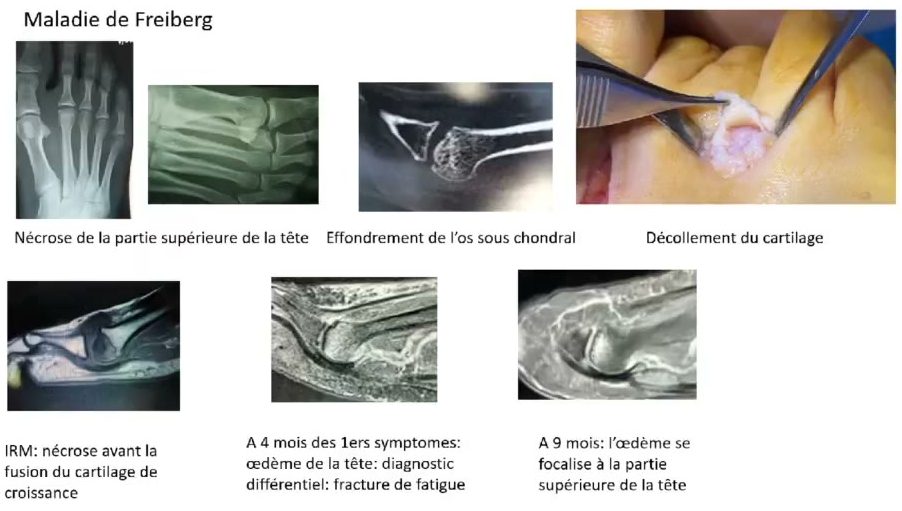 Maladie de Freiberg
Nécrose de la partie supérieure de la tête
Effondrement de l'os sous chondral
Décollement du cartilage
IRM: nécrose avant la
fusion du cartilage de
croissance
A 4 mois des 1ers symptomes:
œdème de la tête: diagnostic
différentiel: fracture de fatigue
A 9 mois: l'œdème se
focalise à la partie
supérieure de la tête